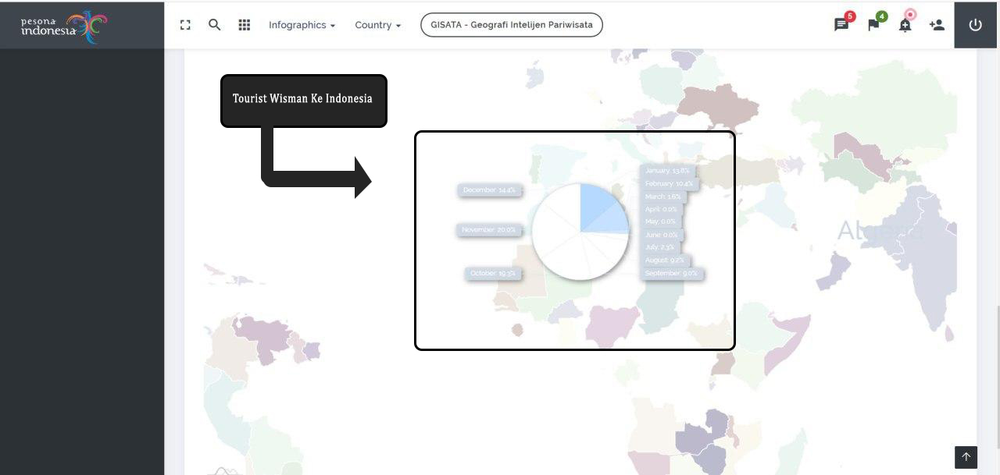 pesona
indonesia
Infographics
Country
GISATA - Geografi Intelijen Pariwisata
5
4
Tourist Wisman Ke Indonesia
January: 13.8%
February: 10.4%
March: 1.6%
April: 0.0%
May: 0.0%
June: 0.0%
July: 2.3%
August: 9.2%
September: 9.0%
October: 19.3%
November: 20.0%
December: 14.4%
Algeria